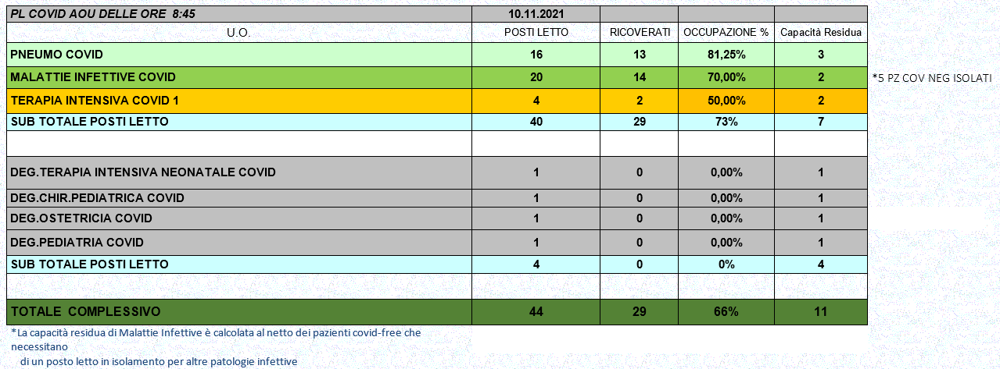 PL COVID AOU DELLE ORE 8:45 10.11.2021
U.O. POSTI LETTO RICOVERATI OCCUPAZIONE % Capacità Residua
PNEUMO COVID 16 13 81,25% 3
MALATTIE INFETTIVE COVID 20 14 70,00% 2 *5 PZ COV NEG ISOLATI
TERAPIA INTENSIVA COVID 1 4 2 50,00% 2
SUB TOTALE POSTI LETTO 40 29 73% 7
DEG.TERAPIA INTENSIVA NEONATALE COVID 1 0 0,00% 1
DEG.CHIR.PEDIATRICA COVID 1 0 0,00% 1
DEG.OSTETRICIA COVID 1 0 0,00% 1
DEG.PEDIATRIA COVID 1 0 0,00% 1
SUB TOTALE POSTI LETTO 4 0 0% 4
TOTALE COMPLESSIVO 44 29 66% 11
*La capacità residua di Malattie Infettive è calcolata al netto dei pazienti covid-free che
necessitano
di un posto letto in isolamento per altre patologie infettive